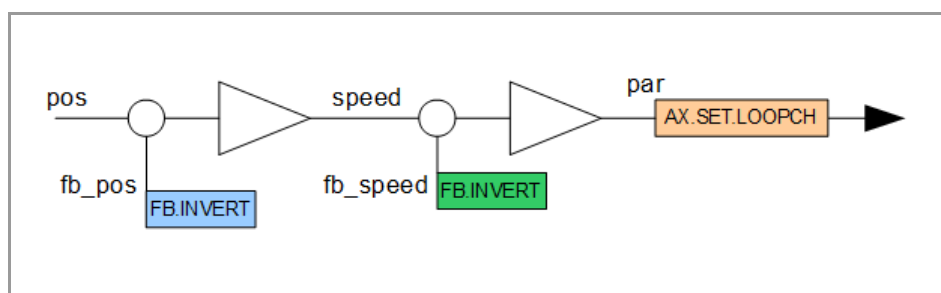 pos
speed
par
AX.SET.LOOPCH
fb_pos
FB.INVERT
fb_speed
FB.INVERT